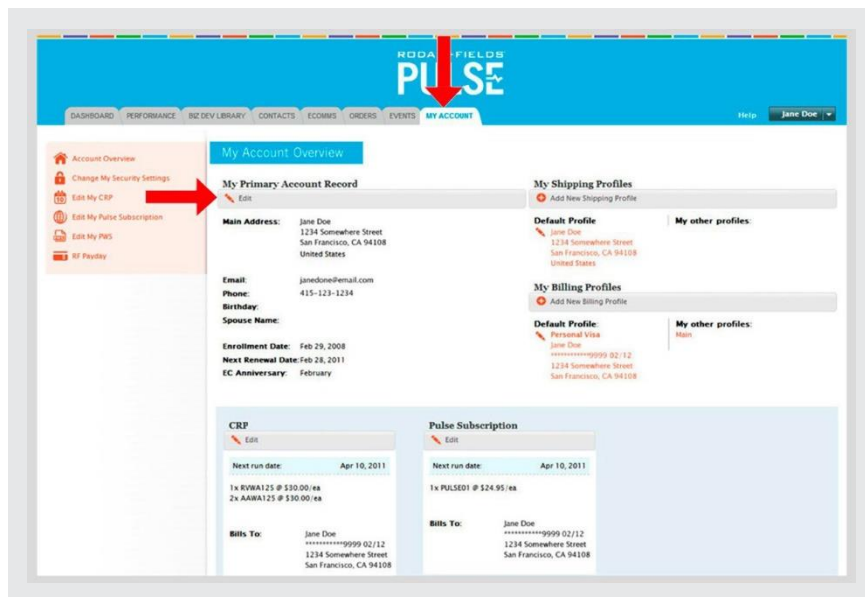 RODAN FIELDS
PULSE
DASHBOARD PERFORMANCE BIZ DEV LIBRARY CONTACTS ECOMMS ORDERS EVENTS MY ACCOUNT
Help Jane Doe
Account Overview
Change My Security Settings
Edit My CRP
Edit My Pulse Subscription
Edit My PWS
RF Payday
My Account Overview
My Primary Account Record
Edit
Main Address: Jane Doe
1234 Somewhere Street
San Francisco, CA 94108
United States
Email: janedone@email.com
Phone: 415-123-1234
Birthday:
Spouse Name:
Enrollment Date: Feb 29, 2008
Next Renewal Date: Feb 28, 2011
EC Anniversary: February
My Shipping Profiles
Add New Shipping Profile
Default Profile
Jane Doe
1234 Somewhere Street
San Francisco, CA 94108
United States
My other profiles:
My Billing Profiles
Add New Billing Profile
Default Profile:
Personal Visa
Jane Doe
************9999 02/12
1234 Somewhere Street
San Francisco, CA 94108
My other profiles:
Main
CRP
Edit
Next run date: Apr 10, 2011
1x RVWA125 @ $30.00/ea
2x AAWA125 @ $30.00/ea
Bills To: Jane Doe
************9999 02/12
1234 Somewhere Street
San Francisco, CA 94108
Pulse Subscription
Edit
Next run date: Apr 10, 2011
1x PULSE01 @ $24.95/ea
Bills To: Jane Doe
************9999 02/12
1234 Somewhere Street
San Francisco, CA 94108